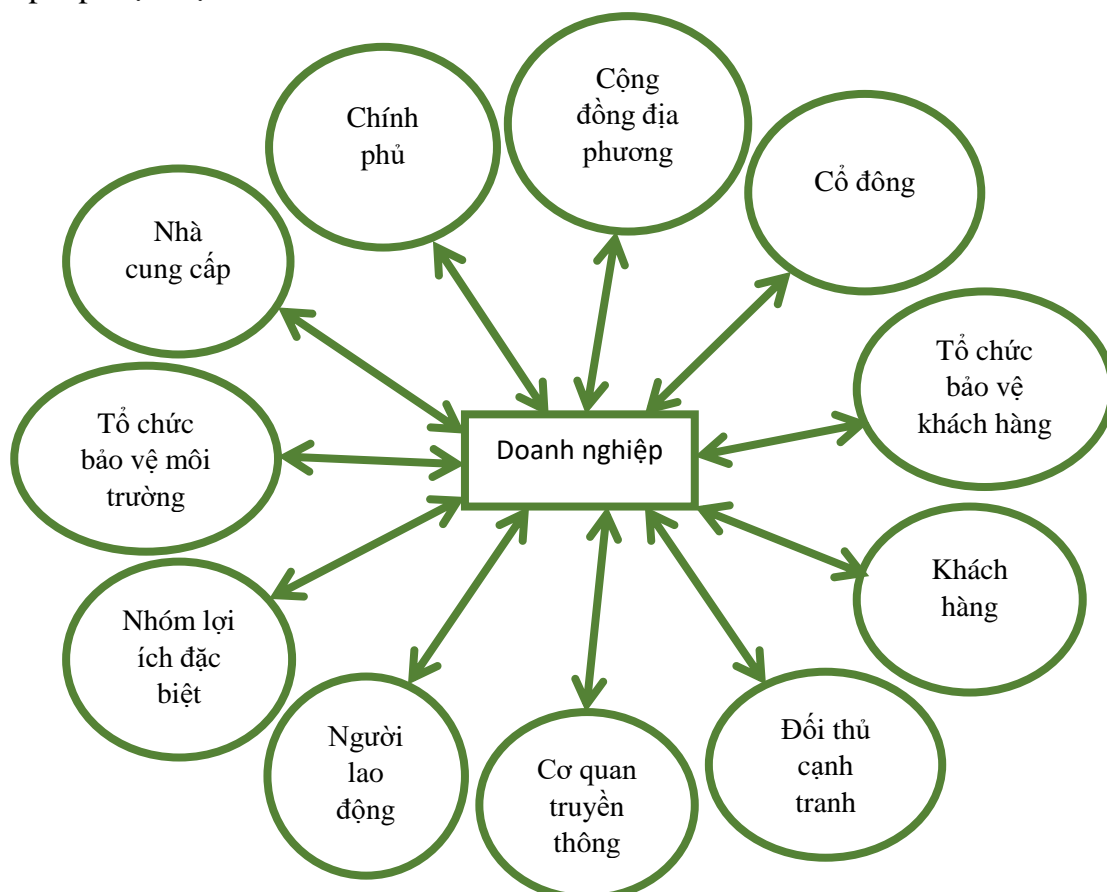 Chính
phủ
Cộng
đồng địa
phương
Cổ đông
Nhà
cung cấp
Tổ chức
bảo vệ
khách hàng
Tổ chức
bảo vệ môi
trường
Doanh nghiệp
Khách
hàng
Nhóm lợi
ích đặc
biệt
Người
lao
động
Cơ quan
truyền
thông
Đối thủ
cạnh
tranh